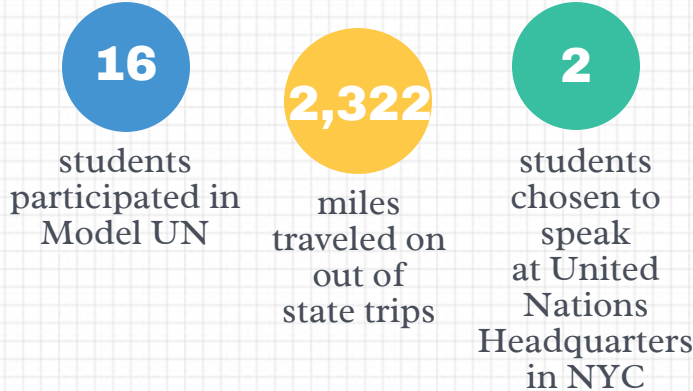 16
students
participated in
Model UN
2,322
miles
traveled on
out of
state trips
2
students
chosen to
speak
at United
Nations
Headquarters
in NYC